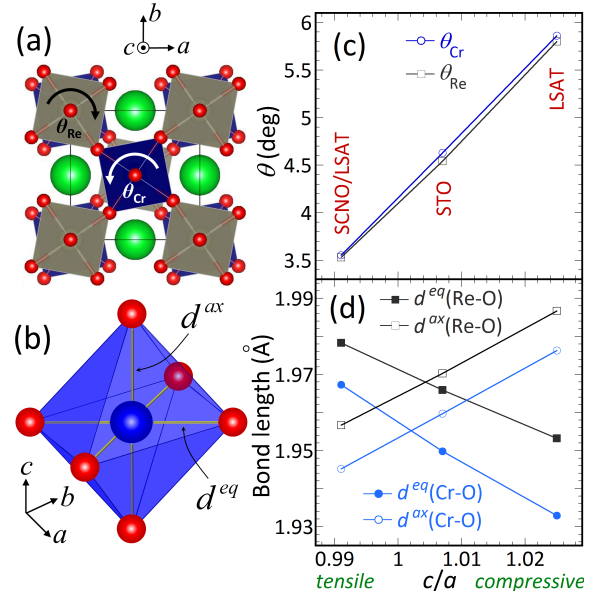 (a)
b
c
a
θRe
θCr
(b)
d^ax
d^eq
c
b
a
(c)
θCr
θRe
θ (deg)
6
5.5
5
4.5
4
3.5
SCNO/LSAT
STO
LSAT
(d)
d^eq(Re-O)
d^ax(Re-O)
Bond length (Å)
1.99
1.97
1.95
1.93
d^eq(Cr-O)
d^ax(Cr-O)
0.99 1 1.01 1.02
tensile c/a compressive